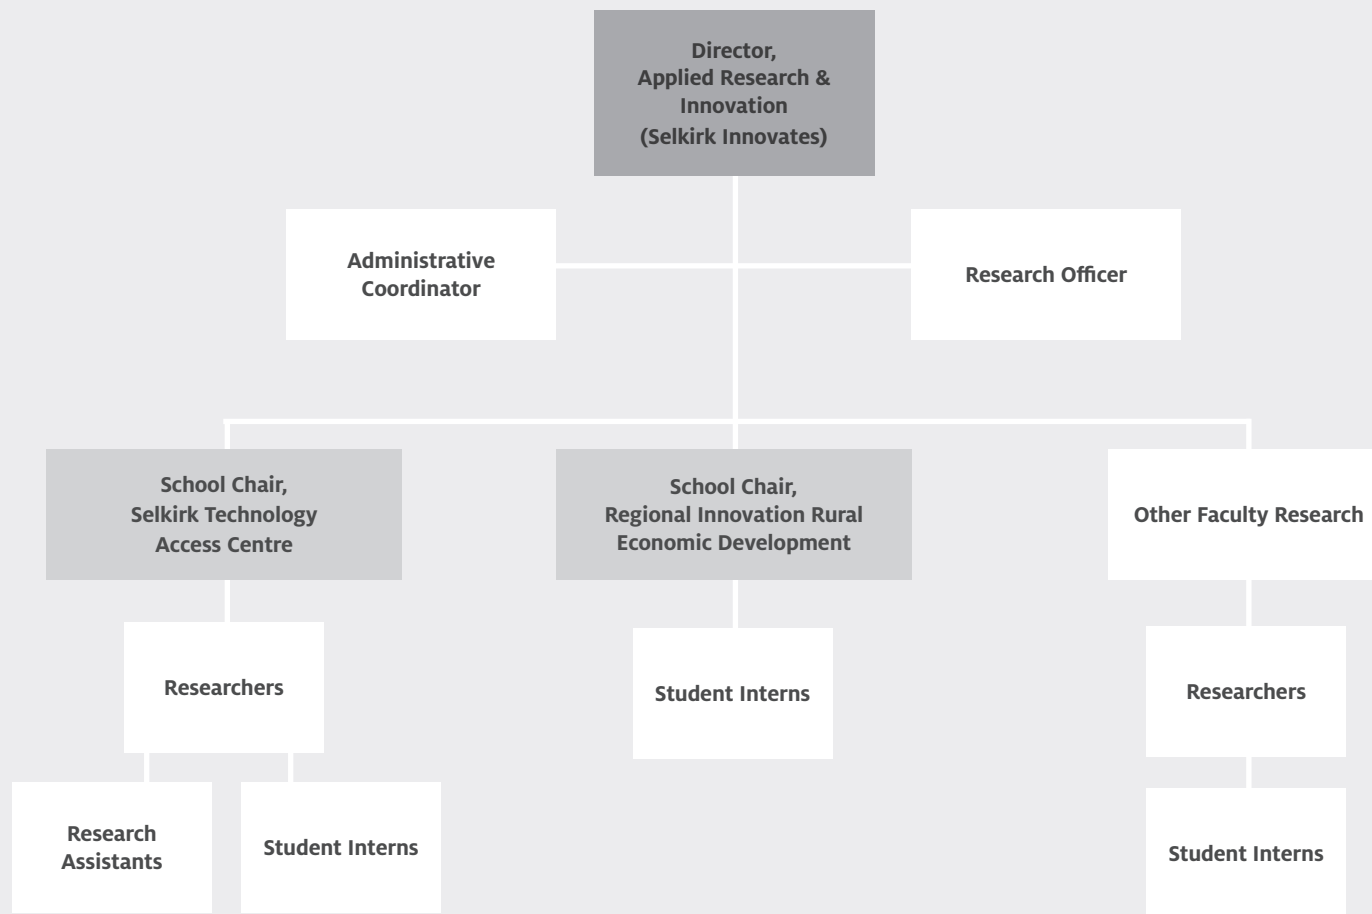 Director,
Applied Research &
Innovation
(Selkirk Innovates)
Administrative
Coordinator
Research Officer
School Chair,
Selkirk Technology
Access Centre
School Chair,
Regional Innovation Rural
Economic Development
Other Faculty Research
Researchers
Student Interns
Researchers
Research
Assistants
Student Interns
Student Interns